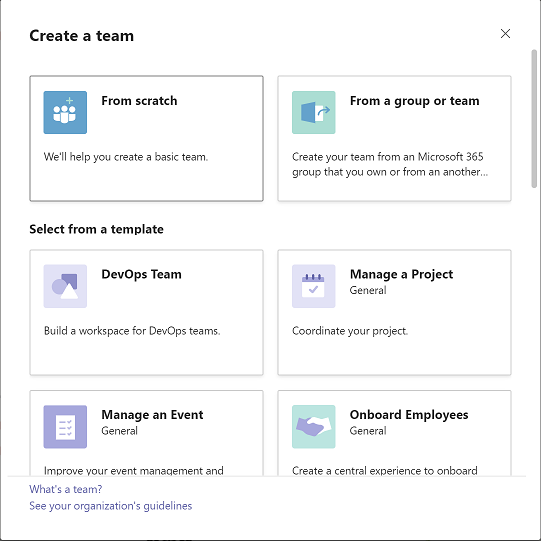 Create a team
From scratch
We'll help you create a basic team.
From a group or team
Create your team from an Microsoft 365
group that you own or from an another...
Select from a template
DevOps Team
Build a workspace for DevOps teams.
Manage a Project
General
Coordinate your project.
Manage an Event
General
Improve your event management and
Onboard Employees
General
Create a central experience to onboard
What's a team?
See your organization's guidelines